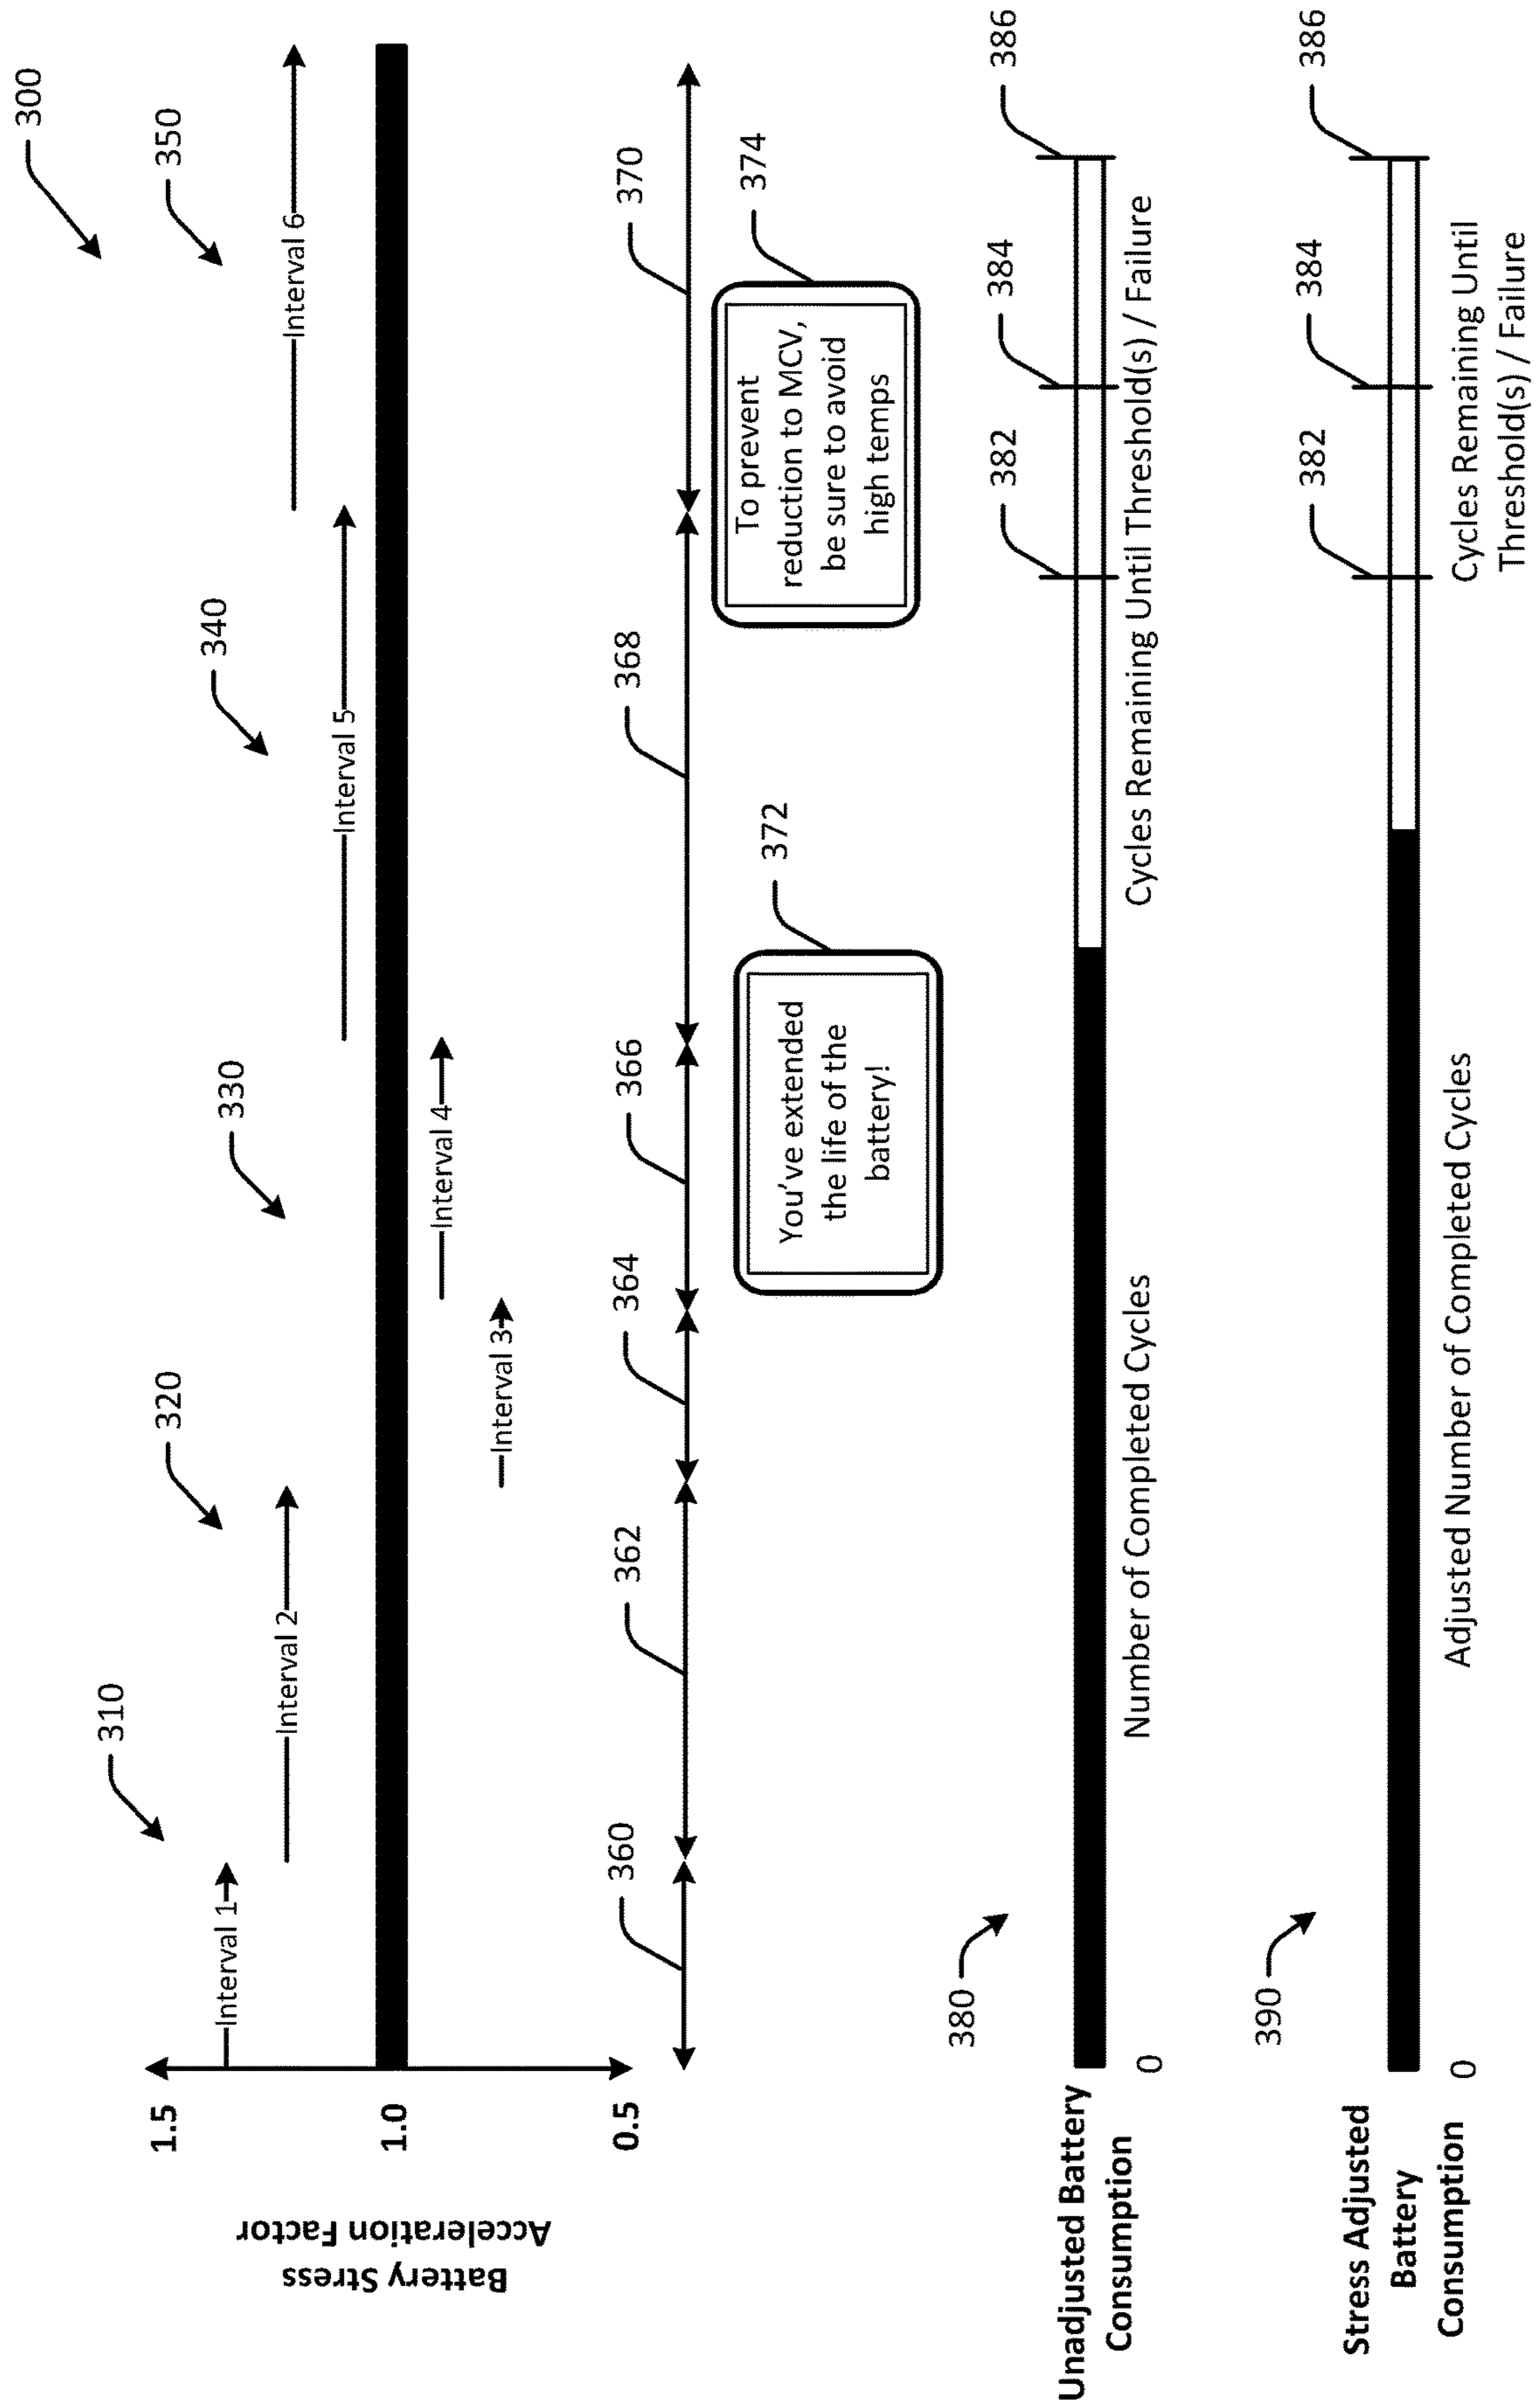 300
310
320
330
340
350
Battery Stress
Acceleration Factor
1.5
1.0
0.5
Interval 1
Interval 2
Interval 3
Interval 4
Interval 5
Interval 6
360
362
364
366
368
370
372
You've extended
the life of the
battery!
374
To prevent
reduction to MCV,
be sure to avoid
high temps
380
Unadjusted Battery
Consumption
0
Number of Completed Cycles
Cycles Remaining Until Threshold(s) / Failure
382
384
386
390
Stress Adjusted
Battery
Consumption
0
Adjusted Number of Completed Cycles
Cycles Remaining Until
Threshold(s) / Failure
382
384
386